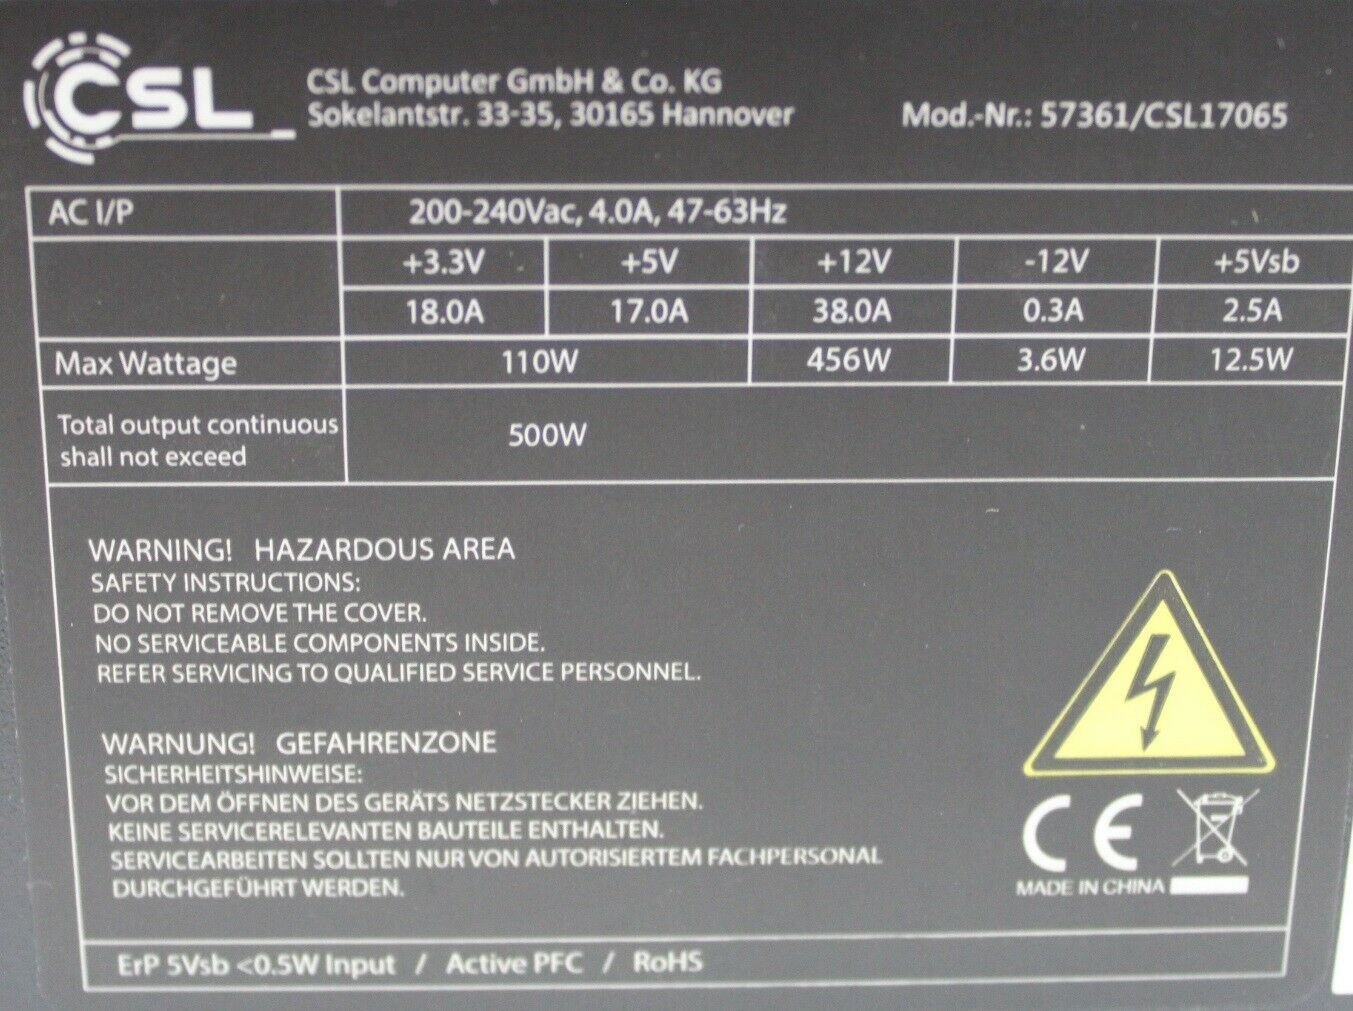 CSL
CSL Computer GmbH & Co. KG
Sokelantstr. 33-35, 30165 Hannover
Mod.-Nr.: 57361/CSL17065
AC I/P 200-240Vac, 4.0A, 47-63Hz
+3.3V +5V +12V -12V +5Vsb
18.0A 17.0A 38.0A 0.3A 2.5A
Max Wattage 110W 456W 3.6W 12.5W
Total output continuous
shall not exceed
500W
WARNING! HAZARDOUS AREA
SAFETY INSTRUCTIONS:
DO NOT REMOVE THE COVER.
NO SERVICEABLE COMPONENTS INSIDE.
REFER SERVICING TO QUALIFIED SERVICE PERSONNEL.
WARNUNG! GEFAHRENZONE
SICHERHEITSHINWEISE:
VOR DEM ÖFFNEN DES GERÄTS NETZSTECKER ZIEHEN.
KEINE SERVICERELEVANTEN BAUTEILE ENTHALTEN.
SERVICEARBEITEN SOLLTEN NUR VON AUTORISIERTEM FACHPERSONAL
DURCHGEFÜHRT WERDEN.
CE
MADE IN CHINA
ErP 5Vsb <0.5W Input / Active PFC / RoHS